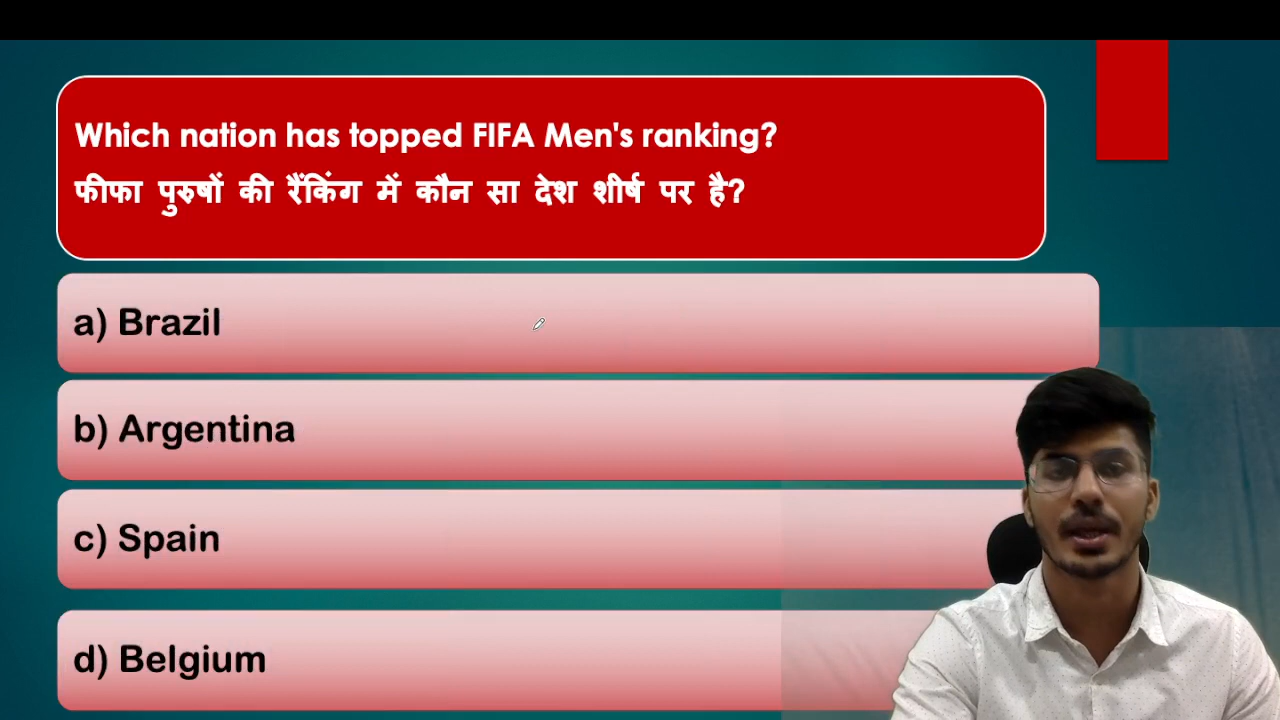 Which nation has topped FIFA Men's ranking?
फीफा पुरुषों की रैंकिंग में कौन सा देश शीर्ष पर है?
a) Brazil
b) Argentina
c) Spain
d) Belgium